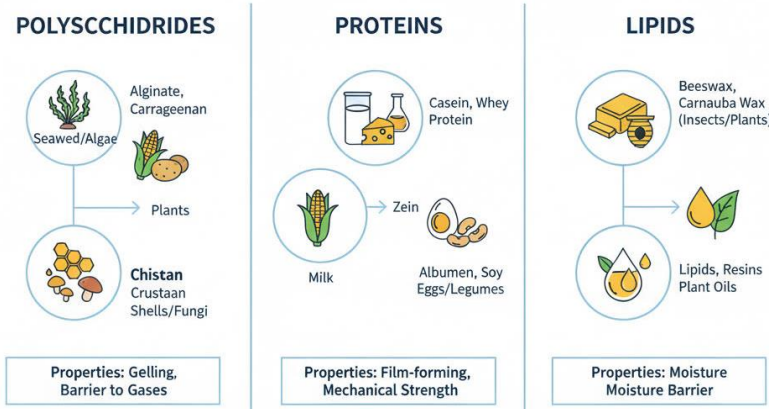 POLYSCCHIDRIDES
Alginate,
Carrageenan
Seawed/Algae
Plants
Chistan
Crustaan
Shells/Fungi
Properties: Gelling,
Barrier to Gases
PROTEINS
Casein, Whey
Protein
Zein
Milk
Albumen, Soy
Eggs/Legumes
Properties: Film-forming,
Mechanical Strength
LIPIDS
Beeswax,
Carnauba Wax
(Insects/Plants)
Lipids, Resins
Plant Oils
Properties: Moisture
Moisture Barrier